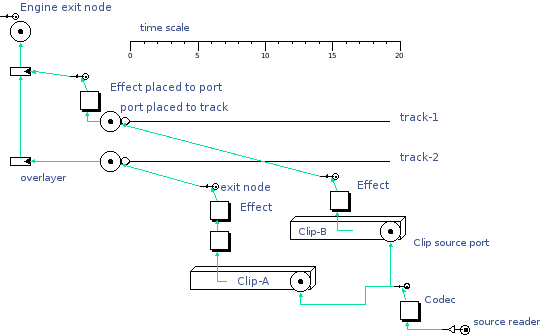 Engine exit node
time scale
0 5 10 15 20
Effect placed to port
port placed to track
track-1
track-2
overlayer
exit node
Effect
Effect
Clip-B
Clip source port
Clip-A
Codec
source reader